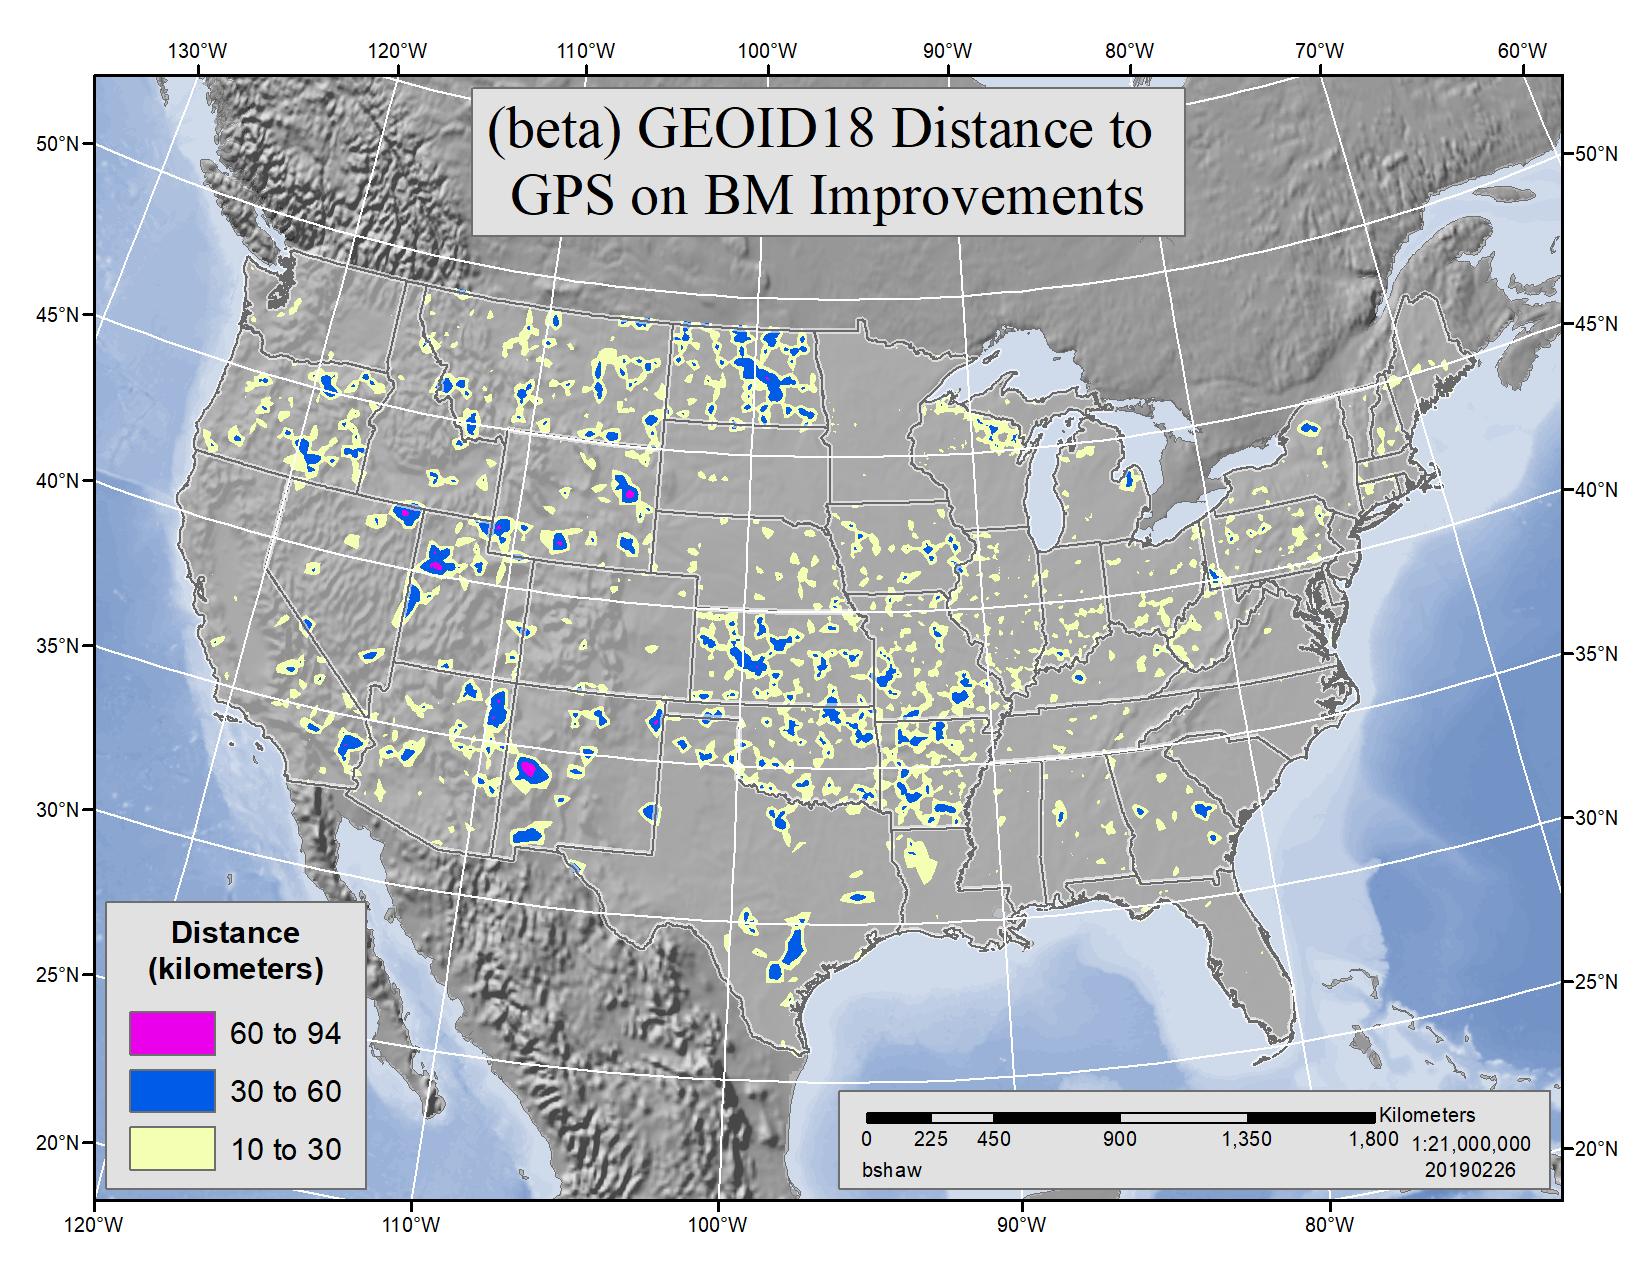 130°W 120°W 110°W 100°W 90°W 80°W 70°W 60°W
(beta) GEOID18 Distance to
GPS on BM Improvements
50°N 50°N
45°N 45°N
40°N 40°N
35°N 35°N
30°N 30°N
25°N 25°N
20°N 20°N
Distance
(kilometers)
60 to 94
30 to 60
10 to 30
Kilometers
0 225 450 900 1,350 1,800 1:21,000,000
bshaw 20190226
120°W 110°W 100°W 90°W 80°W